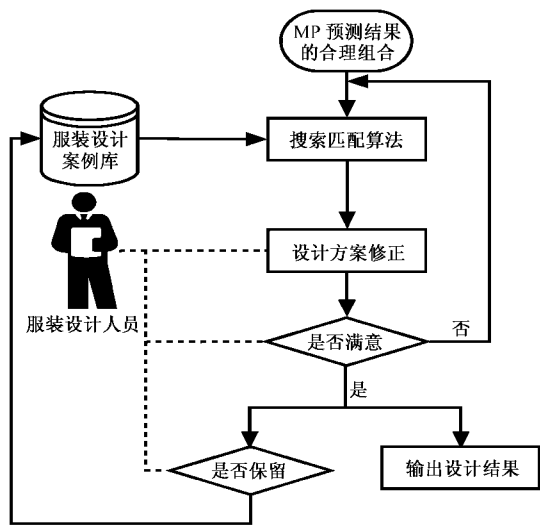 MP 预测结果
的合理组合
服装设计
案例库
搜索匹配算法
设计方案修正
服装设计人员
是否满意
否
是
是否保留
输出设计结果